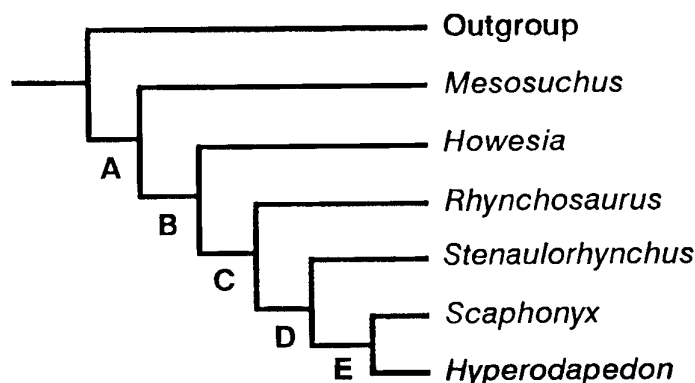 Outgroup
Mesosuchus
A
Howesia
B
Rhynchosaurus
C
Stenaulorhynchus
D
Scaphonyx
E
Hyperodapedon